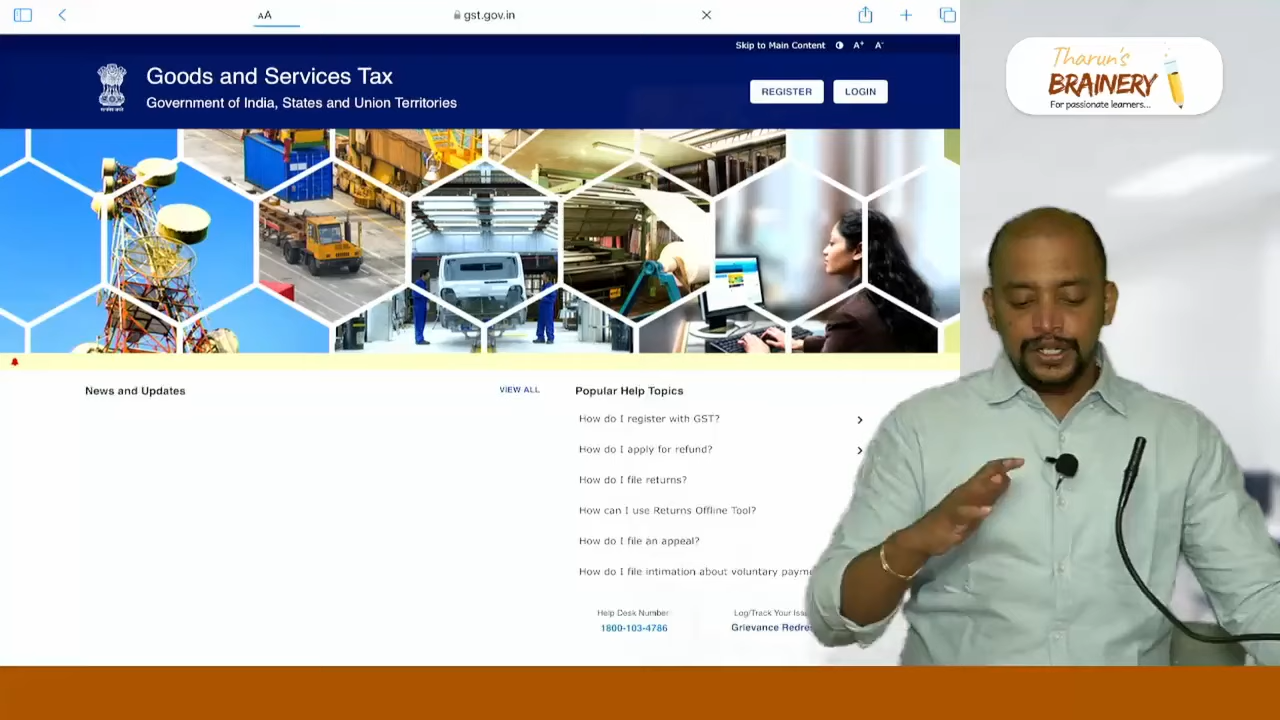 AA
gst.gov.in
Skip to Main Content A+ A-
Goods and Services Tax
Government of India, States and Union Territories
REGISTER LOGIN
Tharun's
BRAINERY
For passionate learners...
News and Updates
VIEW ALL
Popular Help Topics
How do I register with GST?
How do I apply for refund?
How do I file returns?
How can I use Returns Offline Tool?
How do I file an appeal?
How do I file intimation about voluntary
Help Desk Number
1800-103-4786
Log/Track Your
Grievance